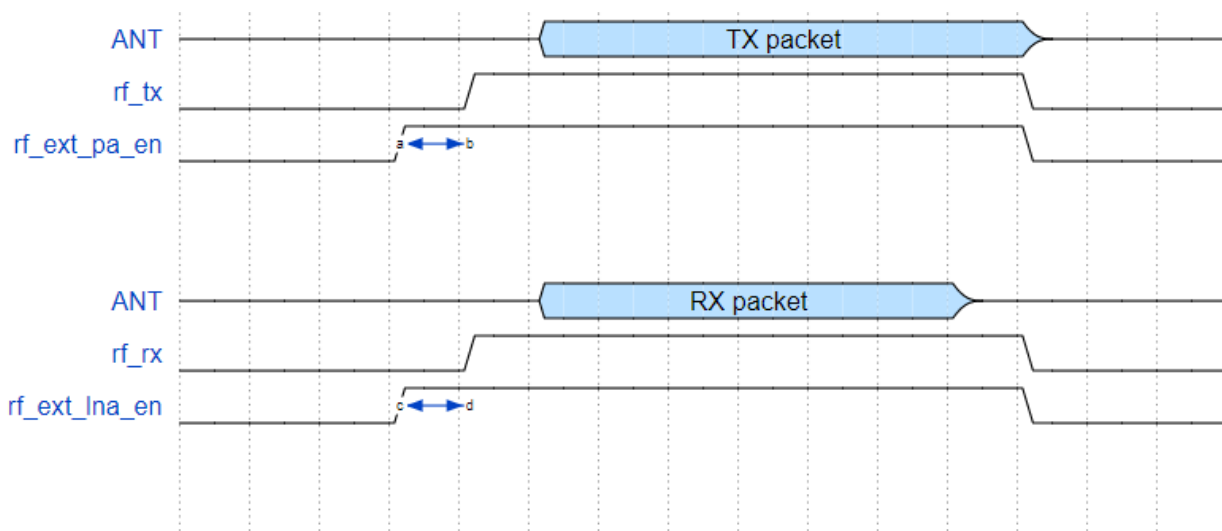 ANT TX packet
rf_tx
rf_ext_pa_en a b
ANT RX packet
rf_rx
rf_ext_lna_en c d